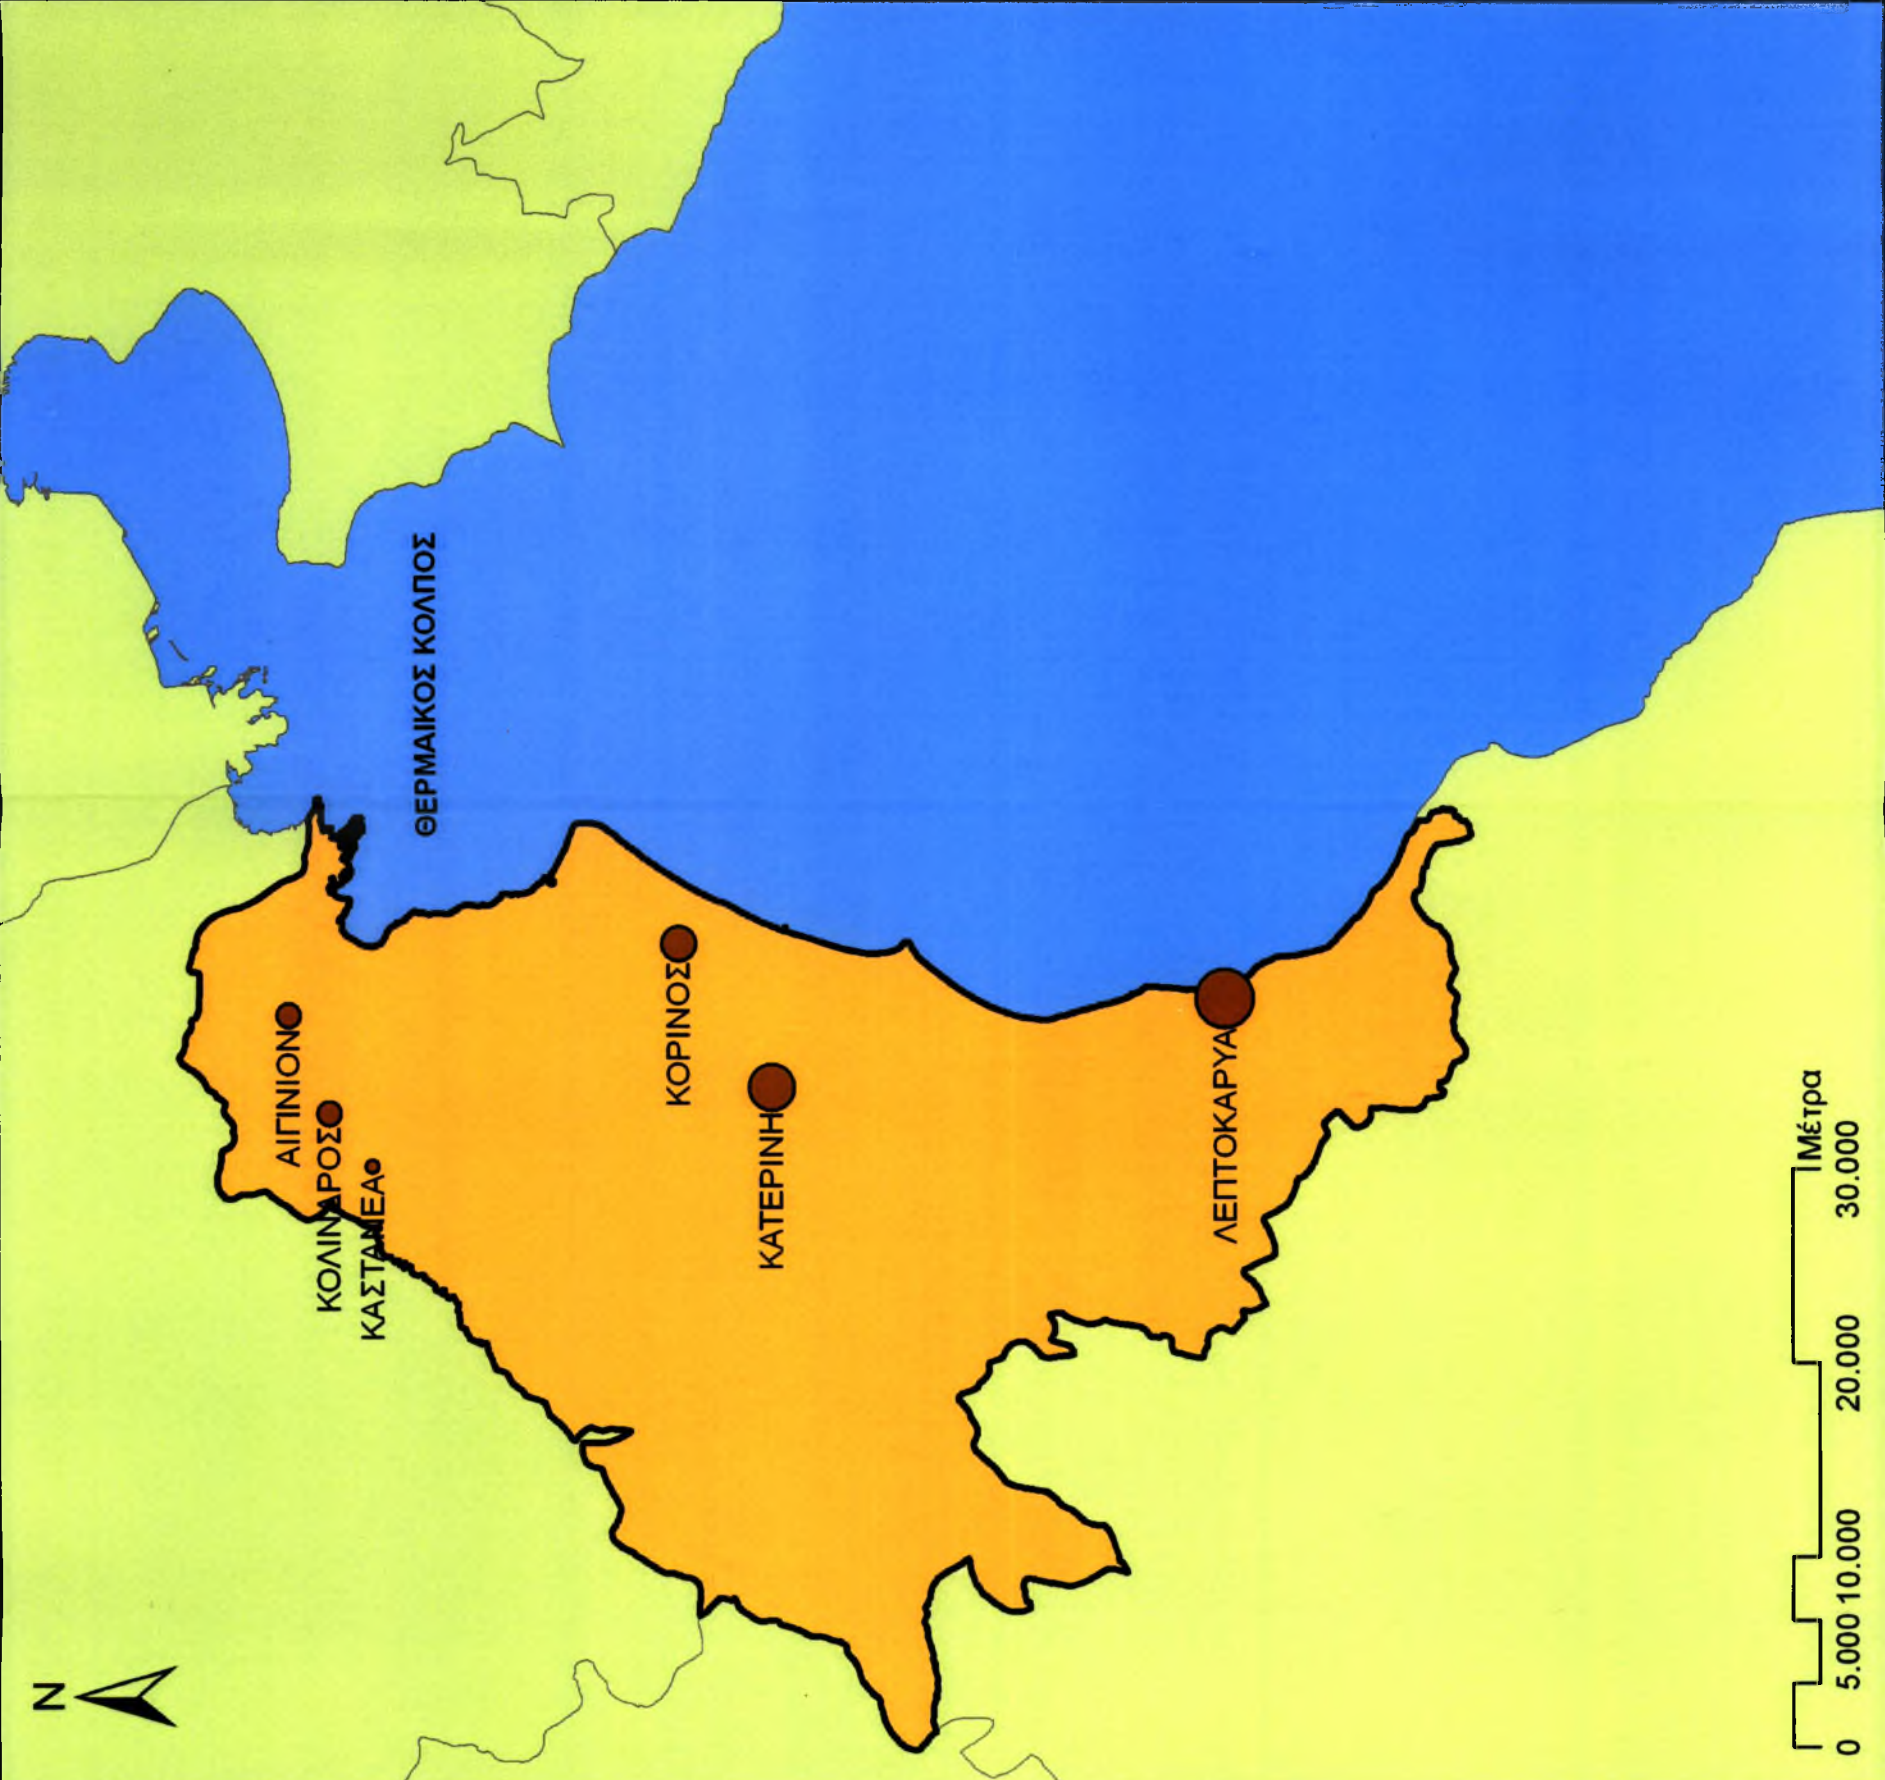 N
ΘΕΡΜΑΙΚΟΣ ΚΟΛΠΟΣ
ΑΙΓΙΝΙΟΝ
ΚΟΛΙΝΔΡΟΣ
ΚΑΣΤΑΝΕΑ
ΚΟΡΙΝΟΣ
ΚΑΤΕΡΙΝΗ
ΛΕΠΤΟΚΑΡΥΑ
Μέτρα
0 5.000 10.000 20.000 30.000